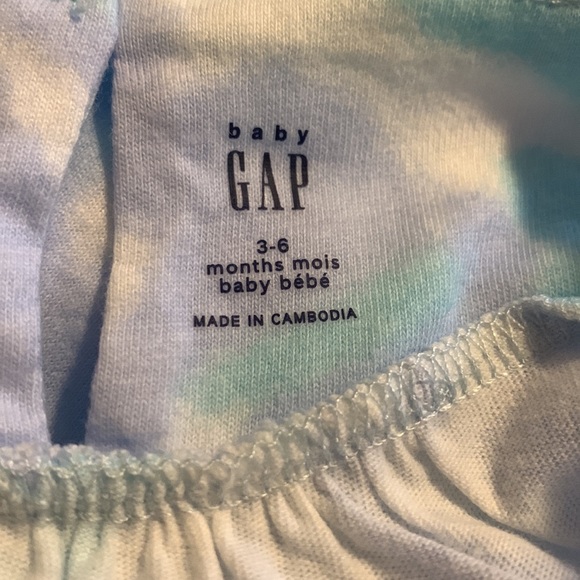 baby
GAP
3-6
months mois
baby bébé
MADE IN CAMBODIA